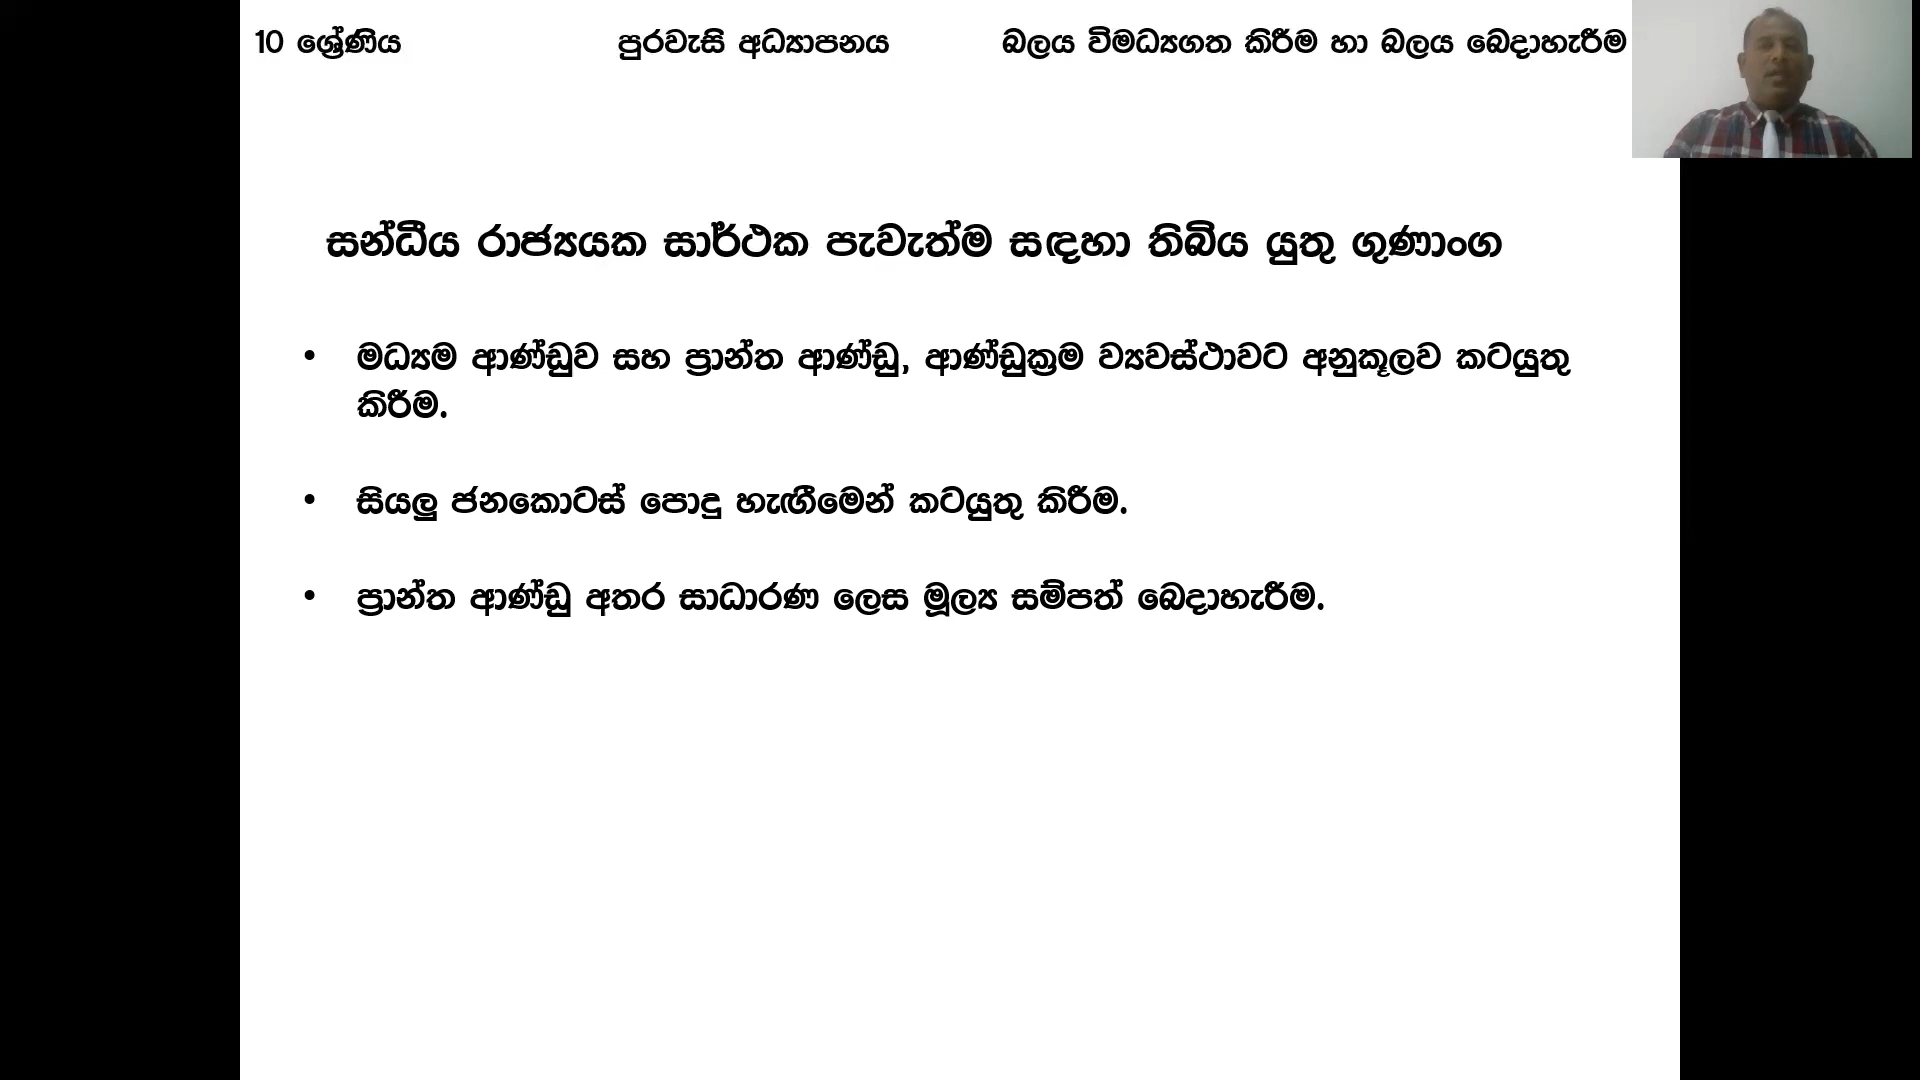 10 ශ්‍රේණිය පුරවැසි අධ්‍යාපනය බලය විමධ්‍යගත කිරීම හා බලය බෙදාහැරීම
සන්ධීය රාජ්‍යයක සාර්ථක පැවැත්ම සඳහා තිබිය යුතු ගුණාංග
• මධ්‍යම ආණ්ඩුව සහ ප්‍රාන්ත ආණ්ඩු, ආණ්ඩුක්‍රම ව්‍යවස්ථාවට අනුකූලව කටයුතු
කිරීම.
• සියලු ජනකොටස් පොදු හැඟීමෙන් කටයුතු කිරීම.
• ප්‍රාන්ත ආණ්ඩු අතර සාධාරණ ලෙස මූල්‍ය සම්පත් බෙදාහැරීම.